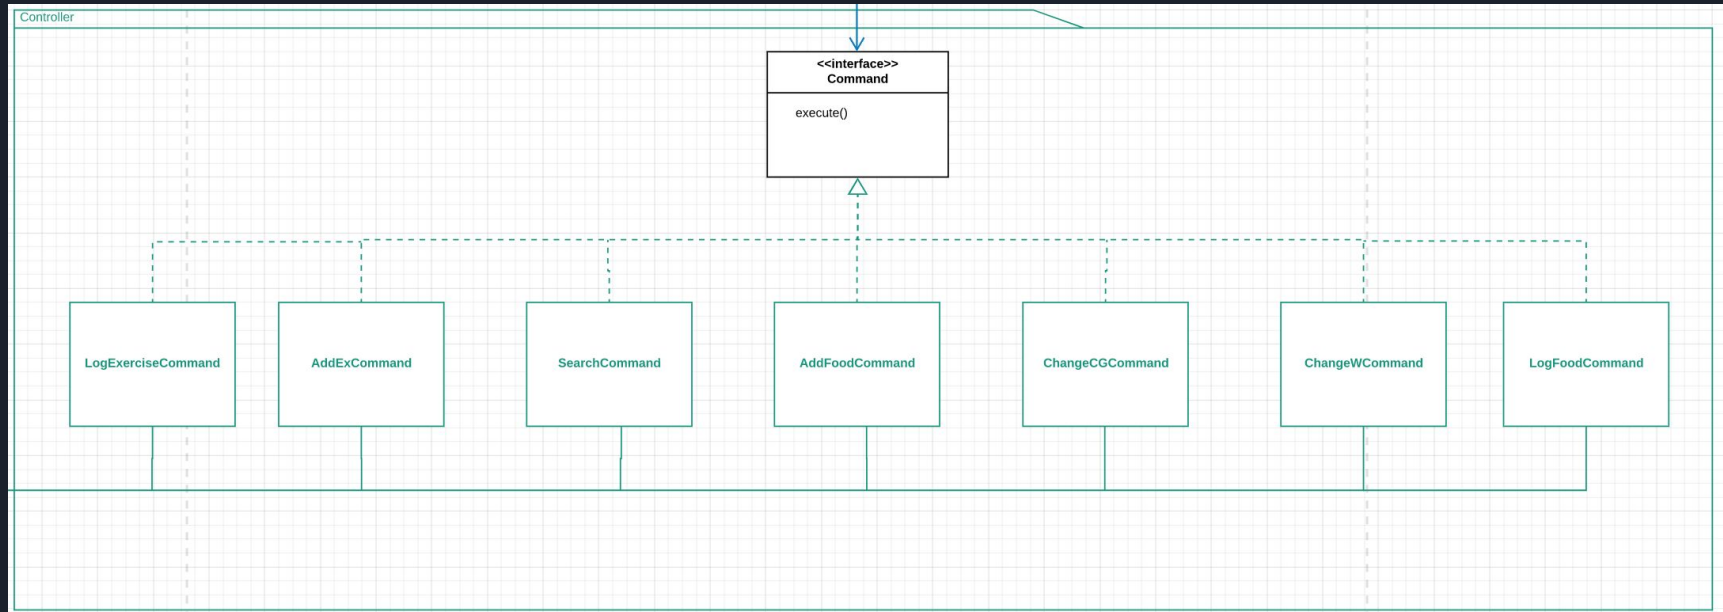 Controller
<<interface>>
Command
execute()
LogExerciseCommand
AddExCommand
SearchCommand
AddFoodCommand
ChangeCGCommand
ChangeWCommand
LogFoodCommand